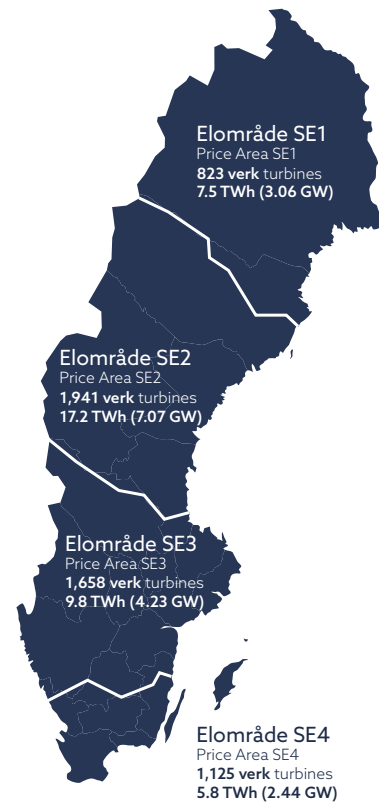 Elområde SE1
Price Area SE1
823 verk turbines
7.5 TWh (3.06 GW)
Elområde SE2
Price Area SE2
1,941 verk turbines
17.2 TWh (7.07 GW)
Elområde SE3
Price Area SE3
1,658 verk turbines
9.8 TWh (4.23 GW)
Elområde SE4
Price Area SE4
1,125 verk turbines
5.8 TWh (2.44 GW)